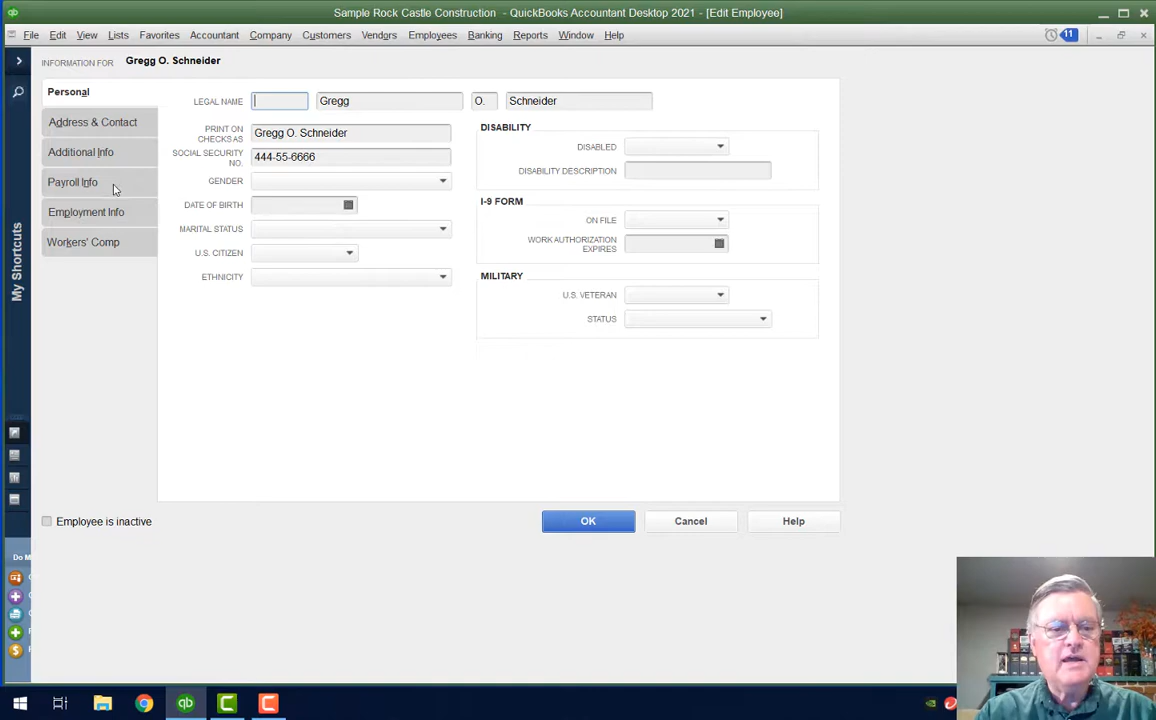 Sample Rock Castle Construction - QuickBooks Accountant Desktop 2021 - [Edit Employee]
File Edit View Lists Favorites Accountant Company Customers Vendors Employees Banking Reports Window Help
11
INFORMATION FOR Gregg O. Schneider
Personal
Address & Contact
Additional Info
Payroll Info
Employment Info
Workers' Comp
LEGAL NAME Gregg O. Schneider
PRINT ON CHECKS AS Gregg O. Schneider
SOCIAL SECURITY NO. 444-55-6666
GENDER
DATE OF BIRTH
MARITAL STATUS
U.S. CITIZEN
ETHNICITY
DISABILITY
DISABLED
DISABILITY DESCRIPTION
I-9 FORM
ON FILE
WORK AUTHORIZATION EXPIRES
MILITARY
U.S. VETERAN
STATUS
My Shortcuts
Employee is inactive
OK Cancel Help
Do M